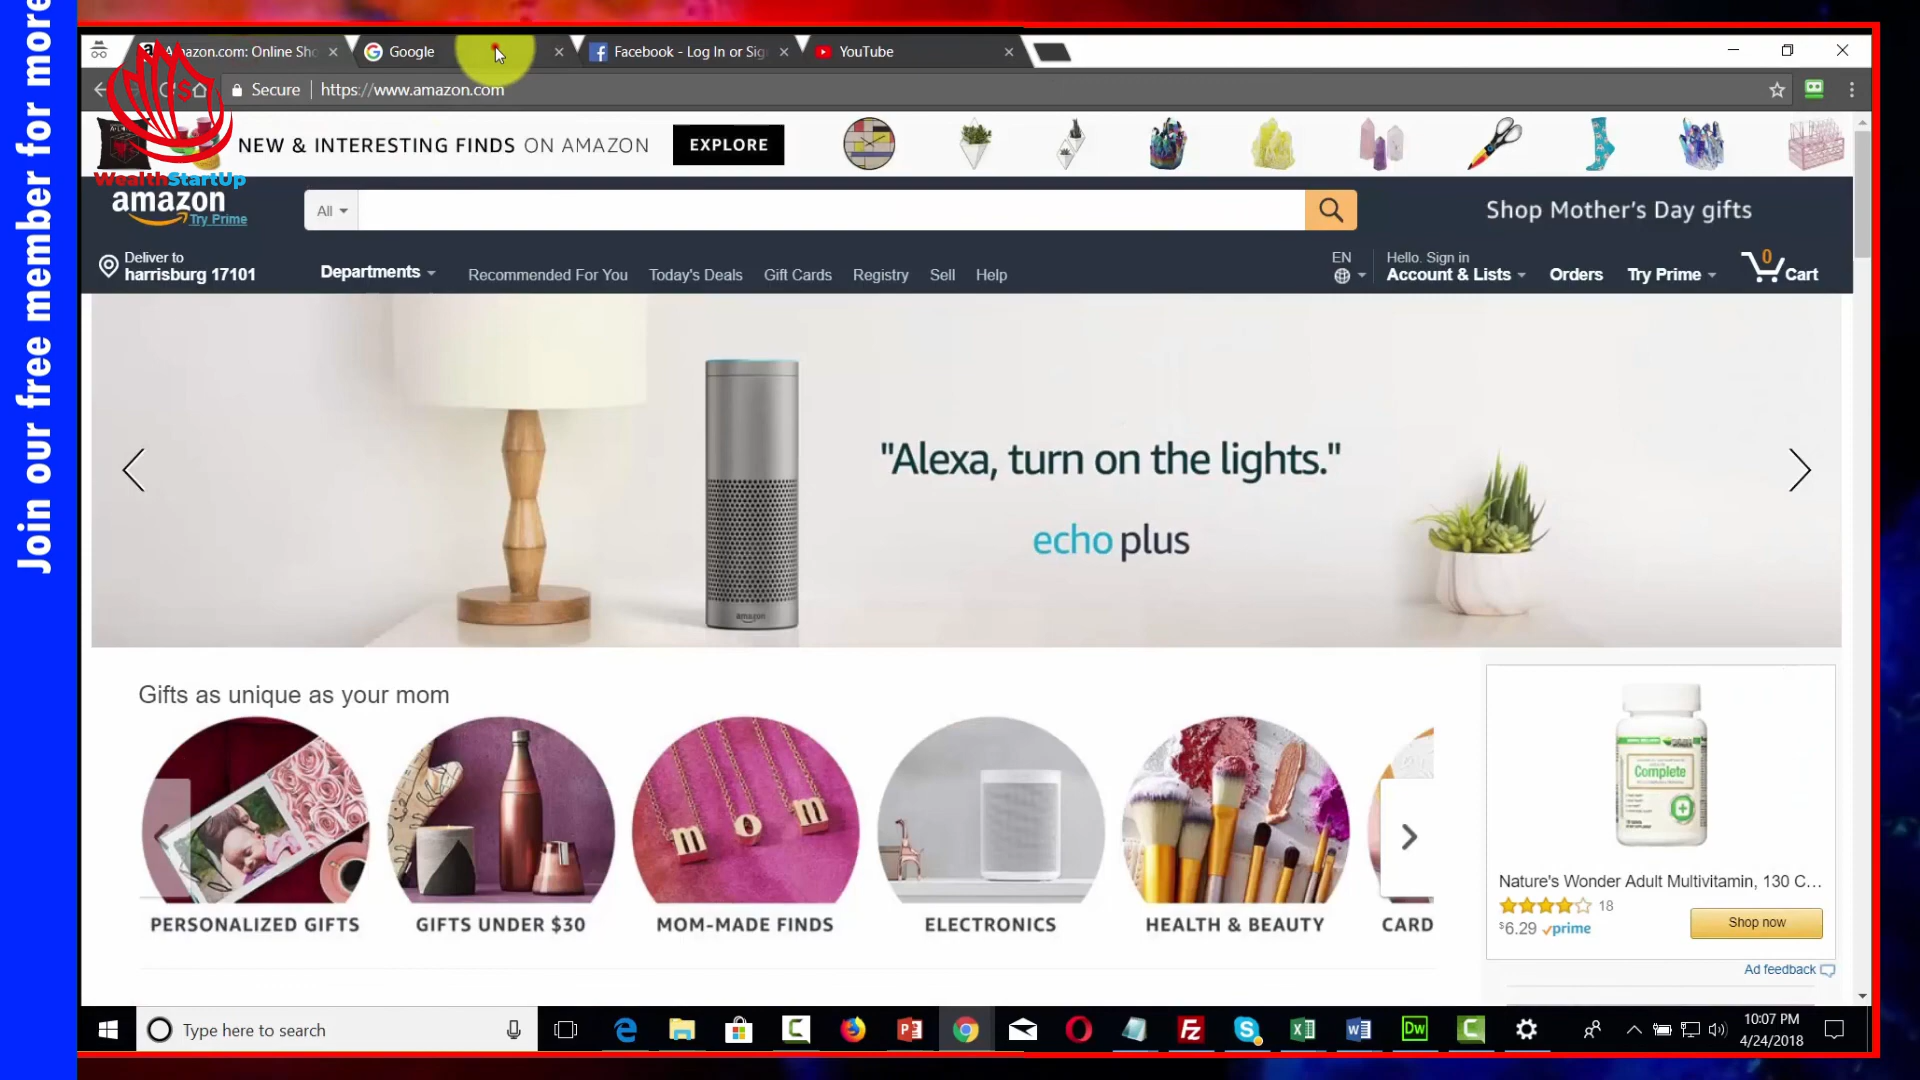 Join our free member for more
Amazon.com: Online Sho
Google
Facebook - Log In or Sig
YouTube
Secure
https://www.amazon.com
NEW & INTERESTING FINDS ON AMAZON
EXPLORE
WealthStartUp
amazon
Try Prime
All
Shop Mother's Day gifts
Deliver to
harrisburg 17101
Departments
Recommended For You
Today's Deals
Gift Cards
Registry
Sell
Help
EN
Hello. Sign in
Account & Lists
Orders
Try Prime
0
Cart
"Alexa, turn on the lights."
echo plus
amazon
Gifts as unique as your mom
m o m
PERSONALIZED GIFTS
GIFTS UNDER $30
MOM-MADE FINDS
ELECTRONICS
HEALTH & BEAUTY
CARD
Complete
Nature's Wonder Adult Multivitamin, 130 C...
18
$6.29 prime
Shop now
Ad feedback
Type here to search
10:07 PM
4/24/2018